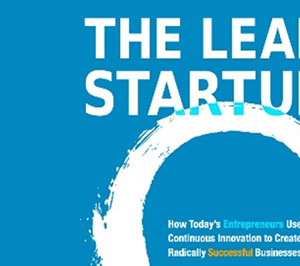 THE LEA
STARTU
How Today's Entrepreneurs Use
Continuous Innovation to Create
Radically Successful Businesses